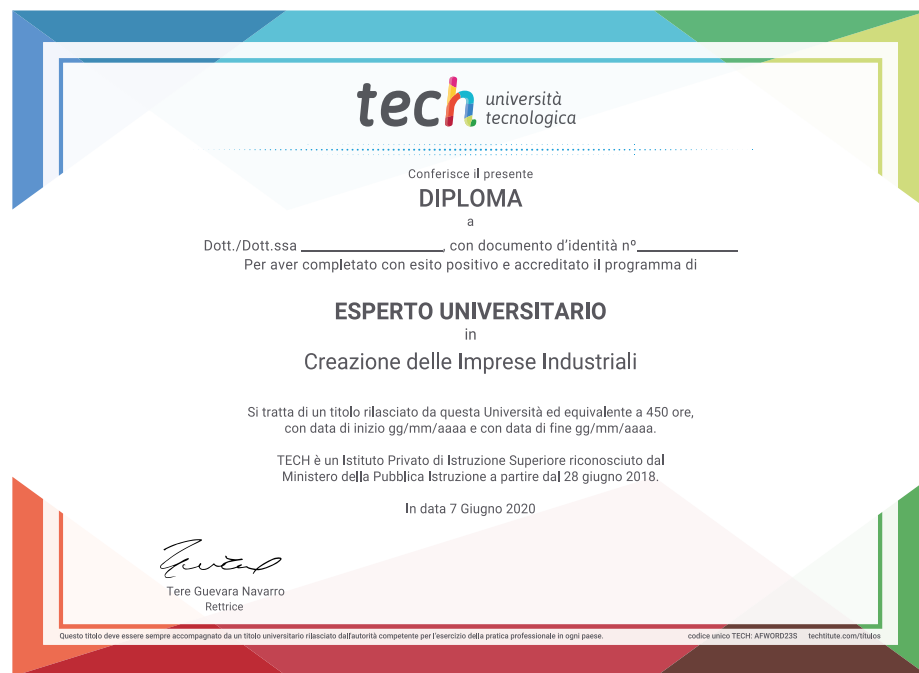 tech università
tecnologica
Conferisce il presente
DIPLOMA
a
Dott./Dott.ssa ____________________, con documento d'identità nº______________
Per aver completato con esito positivo e accreditato il programma di
ESPERTO UNIVERSITARIO
in
Creazione delle Imprese Industriali
Si tratta di un titolo rilasciato da questa Università ed equivalente a 450 ore,
con data di inizio gg/mm/aaaa e con data di fine gg/mm/aaaa.
TECH è un Istituto Privato di Istruzione Superiore riconosciuto dal
Ministero della Pubblica Istruzione a partire dal 28 giugno 2018.
In data 7 Giugno 2020
Tere Guevara Navarro
Rettrice
Questo titolo deve essere sempre accompagnato da un titolo universitario rilasciato dall'autorità competente per l'esercizio della pratica professionale in ogni paese. codice unico TECH: AFWORD23S techtitute.com/titulos